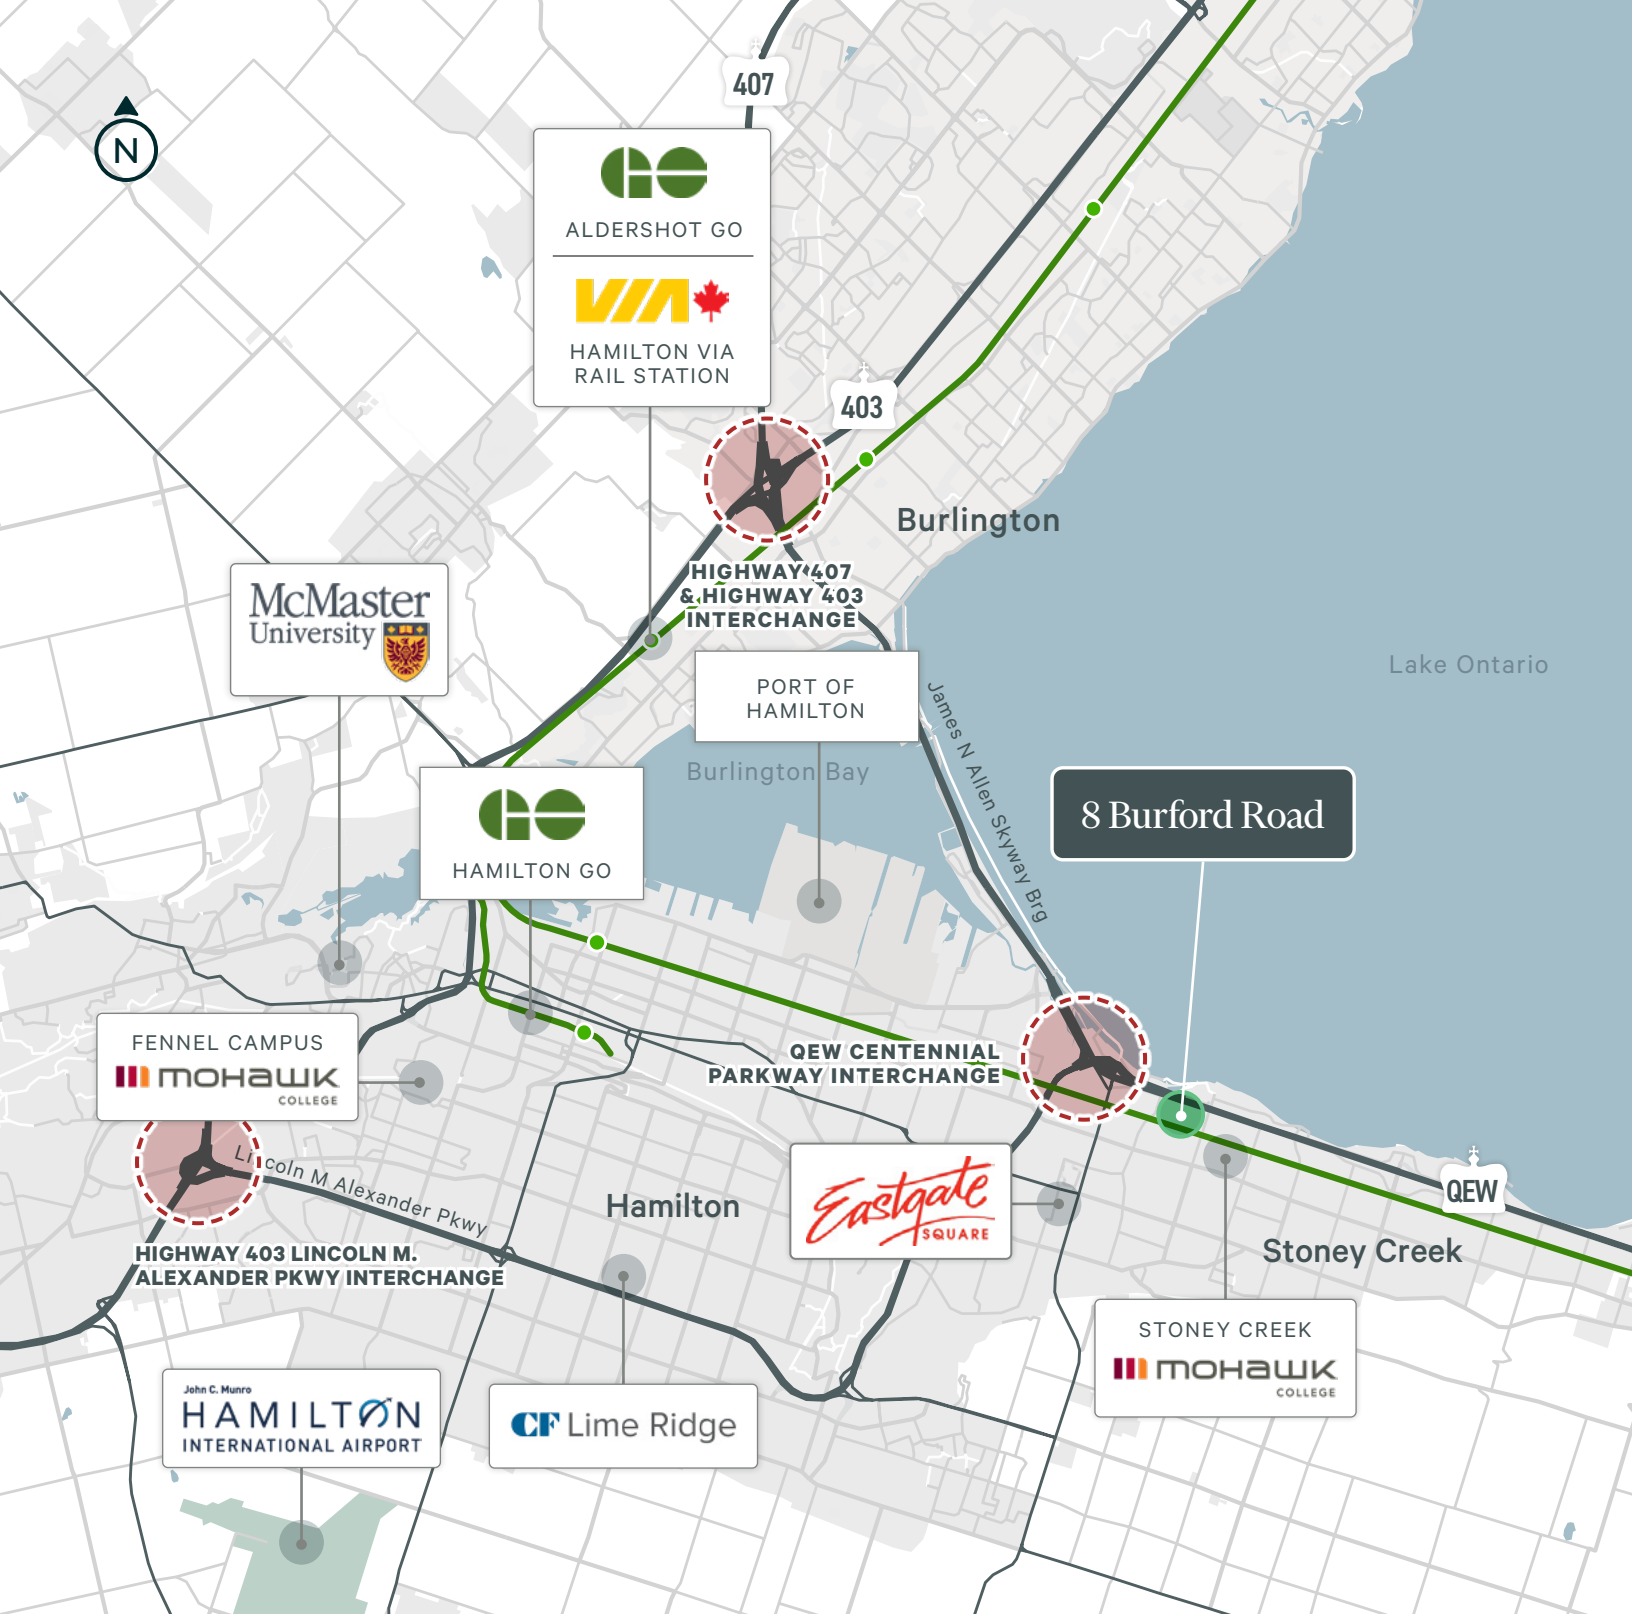 407
N
GO
ALDERSHOT GO
VIA
HAMILTON VIA
RAIL STATION
403
Burlington
HIGHWAY 407
& HIGHWAY 403
INTERCHANGE
McMaster
University
PORT OF
HAMILTON
Lake Ontario
James N Allen Skyway Brg
Burlington Bay
8 Burford Road
GO
HAMILTON GO
FENNEL CAMPUS
mohawk
COLLEGE
QEW CENTENNIAL
PARKWAY INTERCHANGE
Lincoln M Alexander Pkwy
Eastgate
SQUARE
QEW
Hamilton
Stoney Creek
HIGHWAY 403 LINCOLN M.
ALEXANDER PKWY INTERCHANGE
STONEY CREEK
mohawk
COLLEGE
John C. Munro
HAMILTON
INTERNATIONAL AIRPORT
CF Lime Ridge